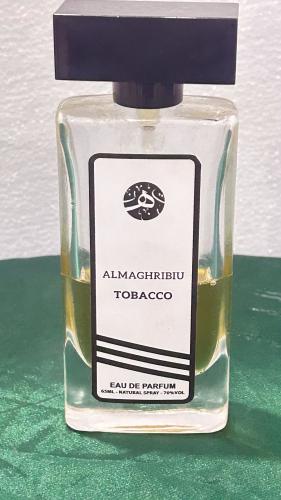 ALMAGHRIBIU
TOBACCO
EAU DE PARFUM
65ML - NATURAL SPRAY - 70%VOL